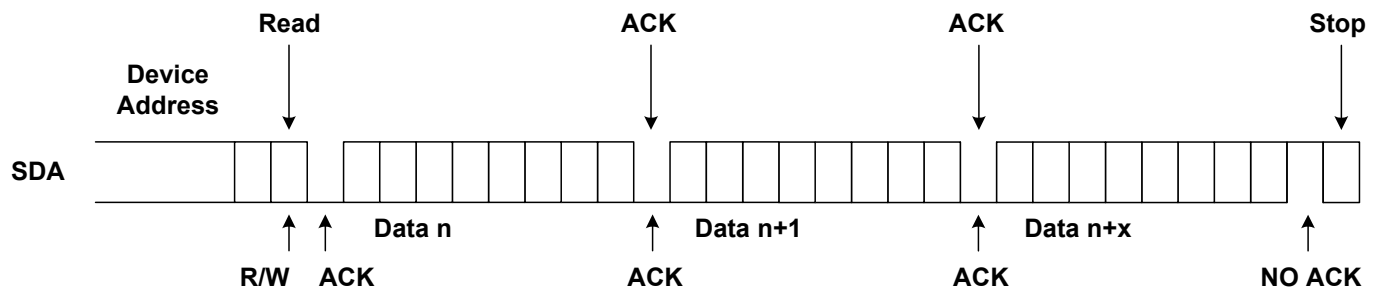 Read ACK ACK Stop
Device
Address
SDA
Data n Data n+1 Data n+x
R/W ACK ACK ACK NO ACK